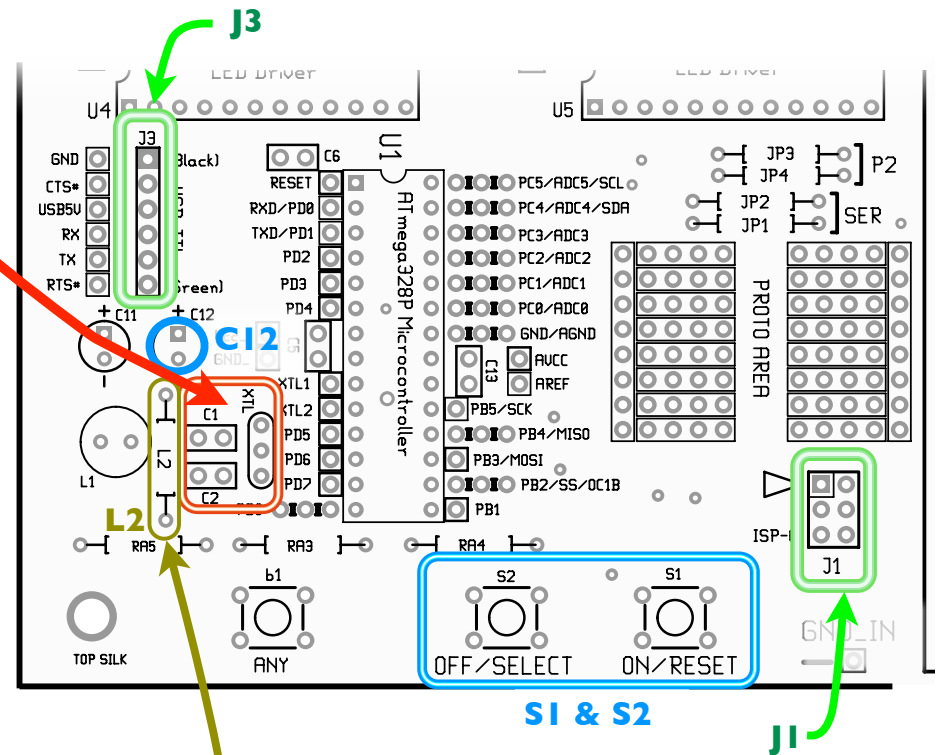 J3
LED Driver
LED Driver
U4
U5
J3
(Black)
GND
CTS#
USB5V
RX
TX
RTS#
C6
U1
RESET
RXD/PD0
TXD/PD1
PD2
PD3
PD4
XTL1
XTL2
PD5
PD6
PD7
ATmega328P Microcontroller
PC5/ADC5/SCL
PC4/ADC4/SDA
PC3/ADC3
PC2/ADC2
PC1/ADC1
PC0/ADC0
GND/AGND
C13
AVCC
AREF
PB5/SCK
PB4/MISO
PB3/MOSI
PB2/SS/OC1B
PB1
JP3
JP4
P2
JP2
JP1
SER
PROTO AREA
+ C11
-
+ C12
C12
GND_
XTL
C1
C2
L1
L2
L2
RA5
RA3
RA4
ISP-
J1
b1
ANY
S2
OFF/SELECT
S1
ON/RESET
TOP SILK
GND_IN
S1 & S2
J1